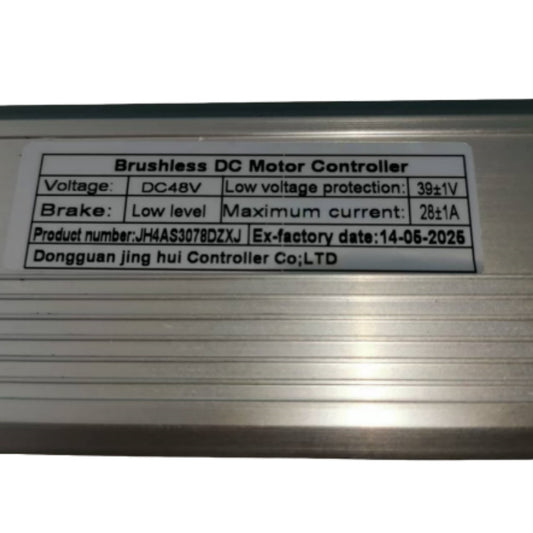 Brushless DC Motor Controller
Voltage: DC48V Low voltage protection: 39±1V
Brake: Low level Maximum current: 28±1A
Product number:JH4AS3078DZXJ Ex-factory date:14-05-2025
Dongguan jing hui Controller Co;LTD